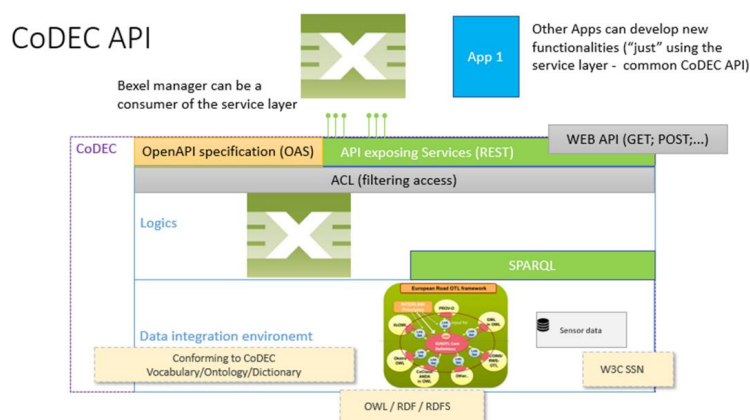 CoDEC API
Other Apps can develop new
functionalities ("just" using the
service layer - common CoDEC API)
App 1
Bexel manager can be a
consumer of the service layer
WEB API (GET; POST;...)
CoDEC
OpenAPI specification (OAS)
API exposing Services (REST)
ACL (filtering access)
Logics
SPARQL
European Road OTL framework
PROV-O
Other..
Sensor data
Data integration environemt
Conforming to CoDEC
Vocabulary/Ontology/Dictionary
W3C SSN
OWL / RDF / RDFS